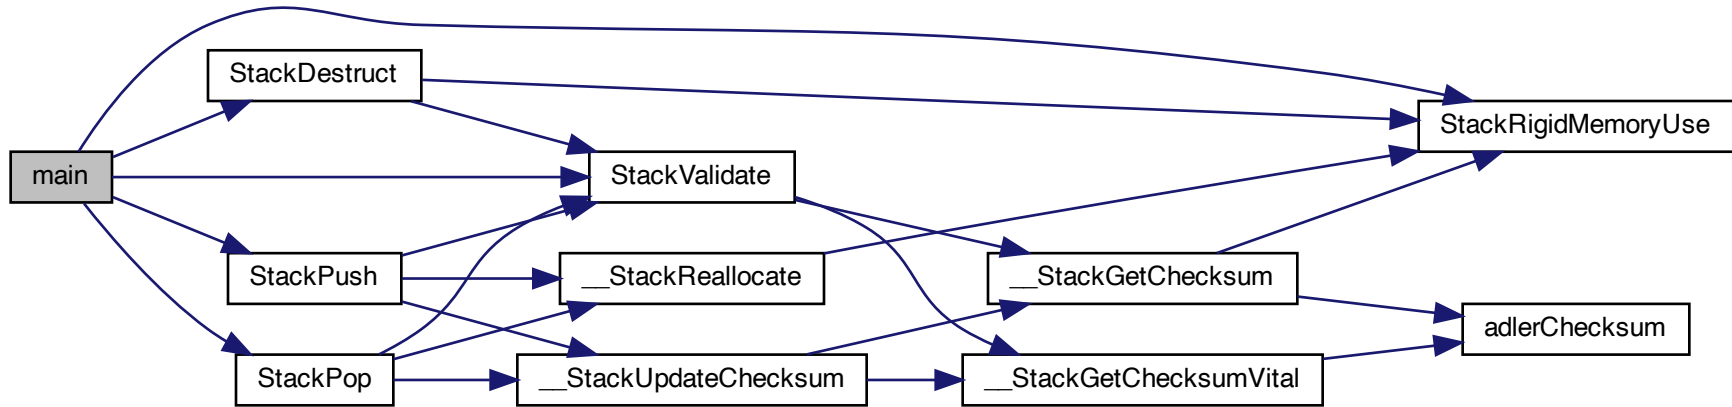 StackDestruct
StackRigidMemoryUse
main
StackValidate
StackPush
__StackReallocate
__StackGetChecksum
adlerChecksum
StackPop
__StackUpdateChecksum
__StackGetChecksumVital